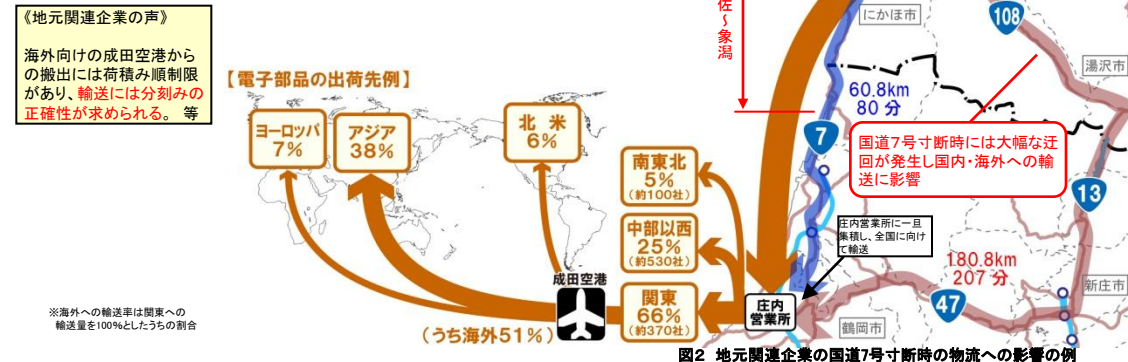 《地元関連企業の声》
海外向けの成田空港から
の搬出には荷積み順制限
があり、輸送には分刻みの
正確性が求められる。 等
【電子部品の出荷先例】
ヨーロッパ
7%
アジア
38%
北 米
6%
成田空港
(うち海外51%)
※海外への輸送率は関東への
輸送量を100%としたうちの割合
南東北
5%
(約100社)
中部以西
25%
(約530社)
関東
66%
(約370社)
庄内
営業所
佐~象潟
にかほ市
108
湯沢市
60.8km
80 分
7
国道7号寸断時には大幅な迂
回が発生し国内・海外への輸
送に影響
13
庄内営業所に一旦
集積し、全国に向け
て輸送
180.8km
207 分
新庄市
47
鶴岡市
図2 地元関連企業の国道7号寸断時の物流への影響の例